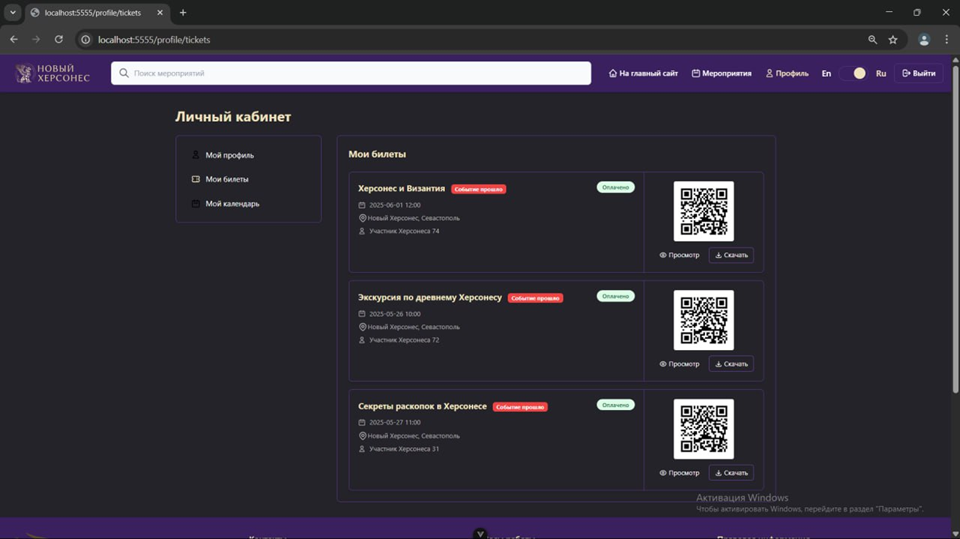 localhost:5555/profile/tickets
localhost:5555/profile/tickets
НОВЫЙ
ХЕРСОНЕС
Поиск мероприятий
На главный сайт
Мероприятия
Профиль
En
Ru
Выйти
Личный кабинет
Мой профиль
Мои билеты
Мой календарь
Мои билеты
Херсонес и Византия Событие прошло
Оплачено
2025-06-01 12:00
Новый Херсонес, Севастополь
Участник Херсонеса 74
Просмотр
Скачать
Экскурсия по древнему Херсонесу Событие прошло
Оплачено
2025-05-26 10:00
Новый Херсонес, Севастополь
Участник Херсонеса 72
Просмотр
Скачать
Секреты раскопок в Херсонесе Событие прошло
Оплачено
2025-05-27 11:00
Новый Херсонес, Севастополь
Участник Херсонеса 31
Просмотр
Скачать
Активация Windows
Чтобы активировать Windows, перейдите в раздел "Параметры".